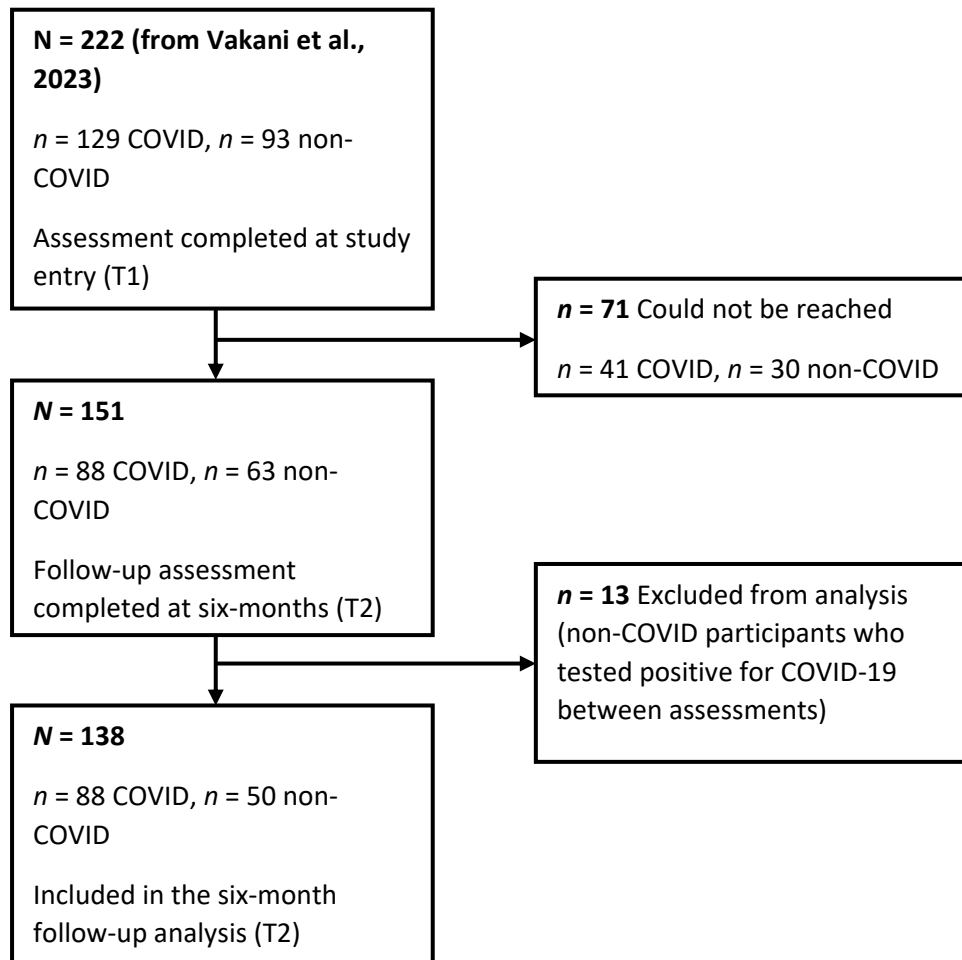 N = 222 (from Vakani et al.,
2023)
n = 129 COVID, n = 93 non-
COVID
Assessment completed at study
entry (T1)
n = 71 Could not be reached
n = 41 COVID, n = 30 non-COVID
N = 151
n = 88 COVID, n = 63 non-
COVID
Follow-up assessment
completed at six-months (T2)
n = 13 Excluded from analysis
(non-COVID participants who
tested positive for COVID-19
between assessments)
N = 138
n = 88 COVID, n = 50 non-
COVID
Included in the six-month
follow-up analysis (T2)